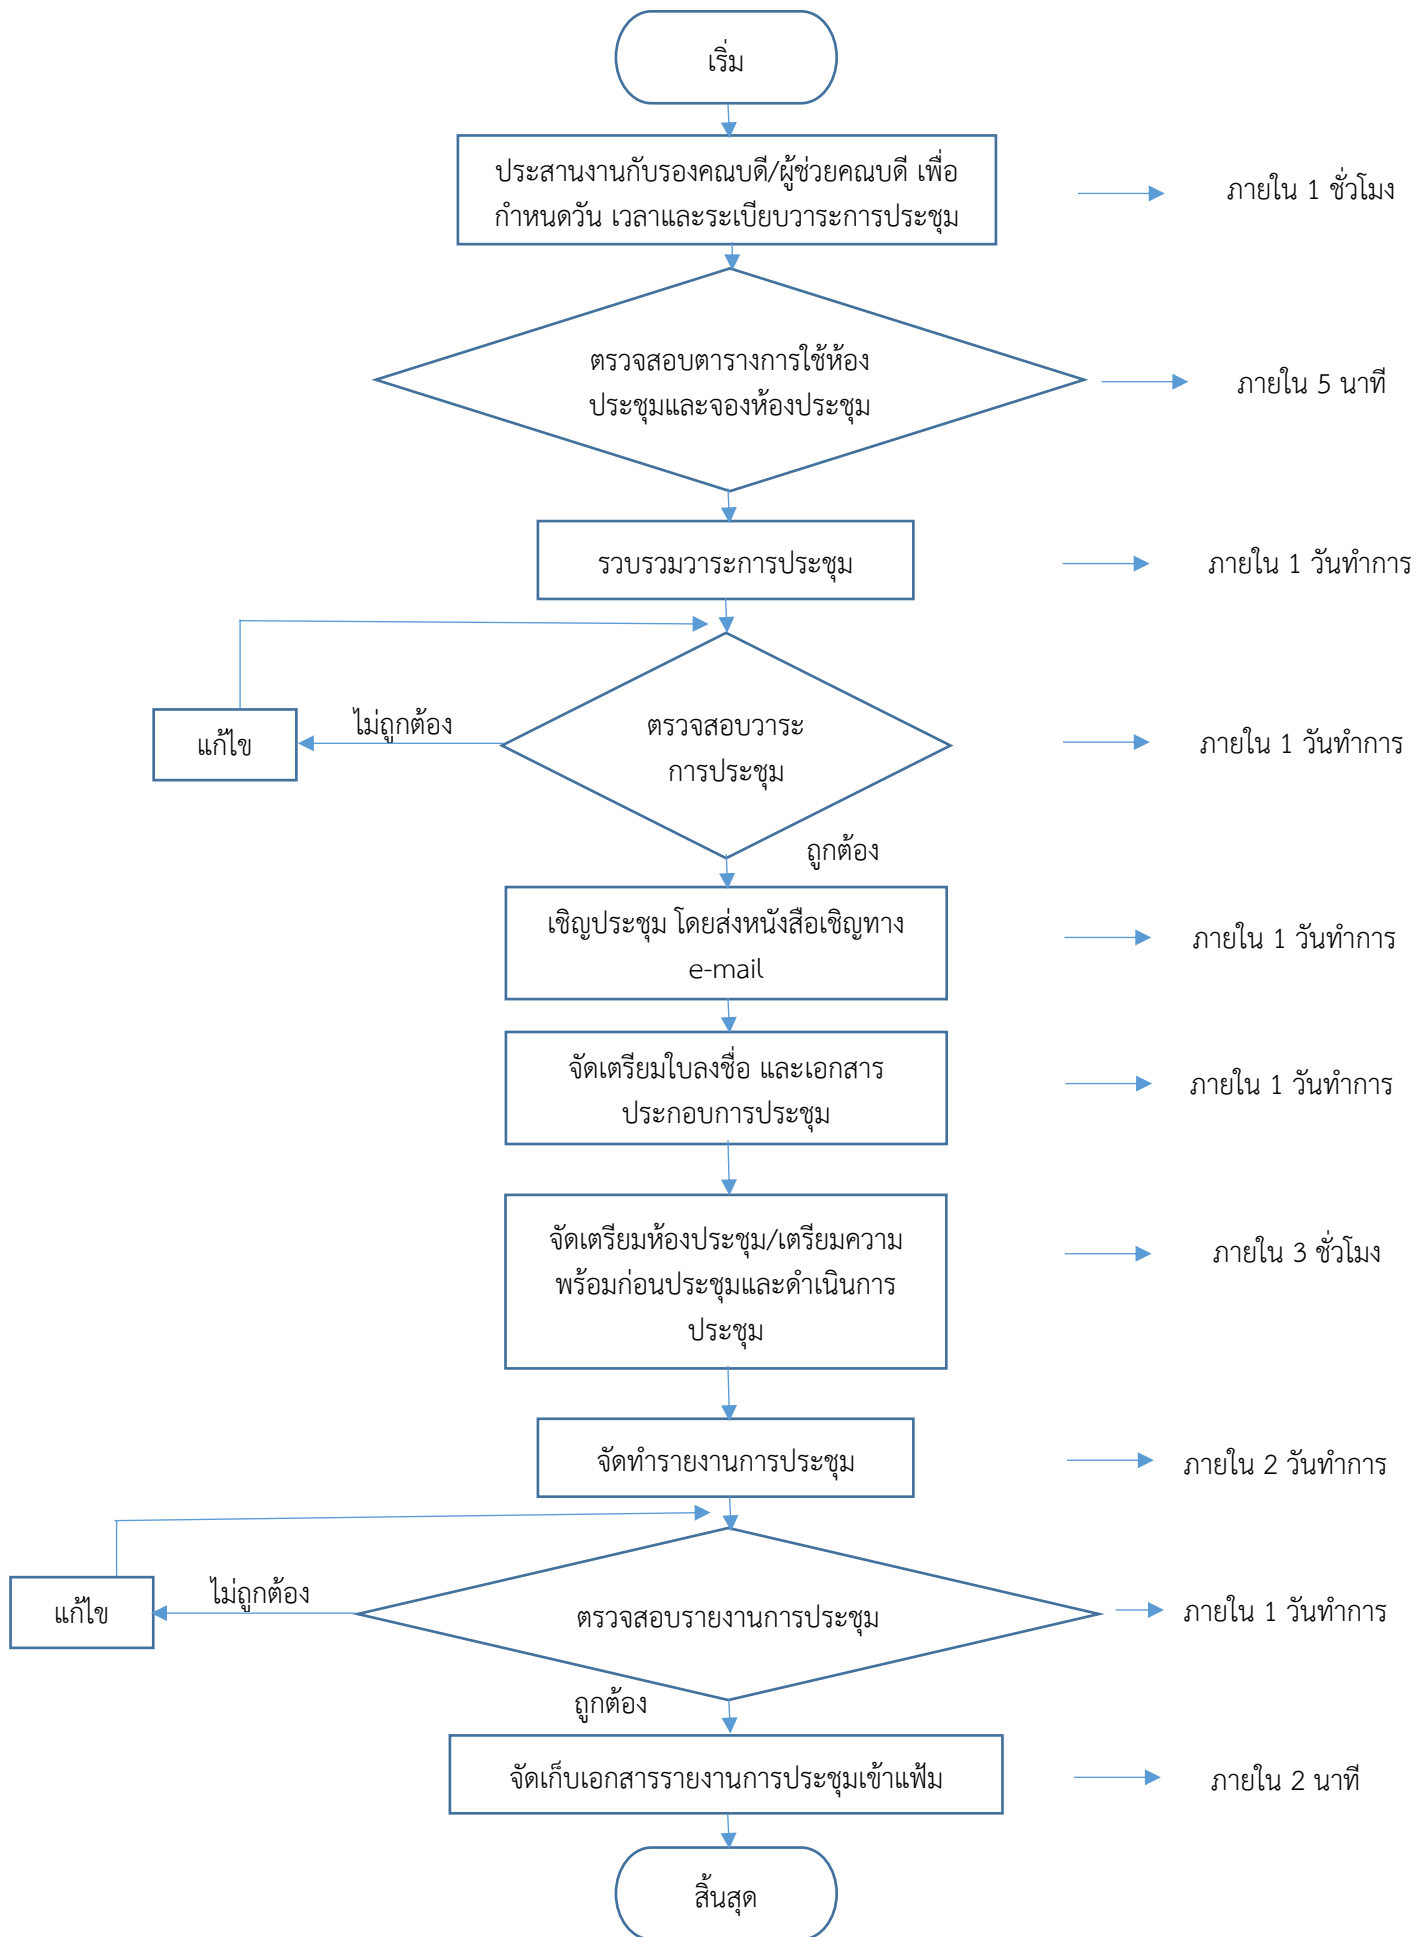 เริ่ม
ประสานงานกับรองคณบดี/ผู้ช่วยคณบดี เพื่อ
กำหนดวัน เวลาและระเบียบวาระการประชุม
ภายใน 1 ชั่วโมง
ตรวจสอบตารางการใช้ห้อง
ประชุมและจองห้องประชุม
ภายใน 5 นาที
รวบรวมวาระการประชุม
ภายใน 1 วันทำการ
ไม่ถูกต้อง
แก้ไข
ตรวจสอบวาระ
การประชุม
ภายใน 1 วันทำการ
ถูกต้อง
เชิญประชุม โดยส่งหนังสือเชิญทาง
e-mail
ภายใน 1 วันทำการ
จัดเตรียมใบลงชื่อ และเอกสาร
ประกอบการประชุม
ภายใน 1 วันทำการ
จัดเตรียมห้องประชุม/เตรียมความ
พร้อมก่อนประชุมและดำเนินการ
ประชุม
ภายใน 3 ชั่วโมง
จัดทำรายงานการประชุม
ภายใน 2 วันทำการ
ไม่ถูกต้อง
แก้ไข
ตรวจสอบรายงานการประชุม
ภายใน 1 วันทำการ
ถูกต้อง
จัดเก็บเอกสารรายงานการประชุมเข้าแฟ้ม
ภายใน 2 นาที
สิ้นสุด